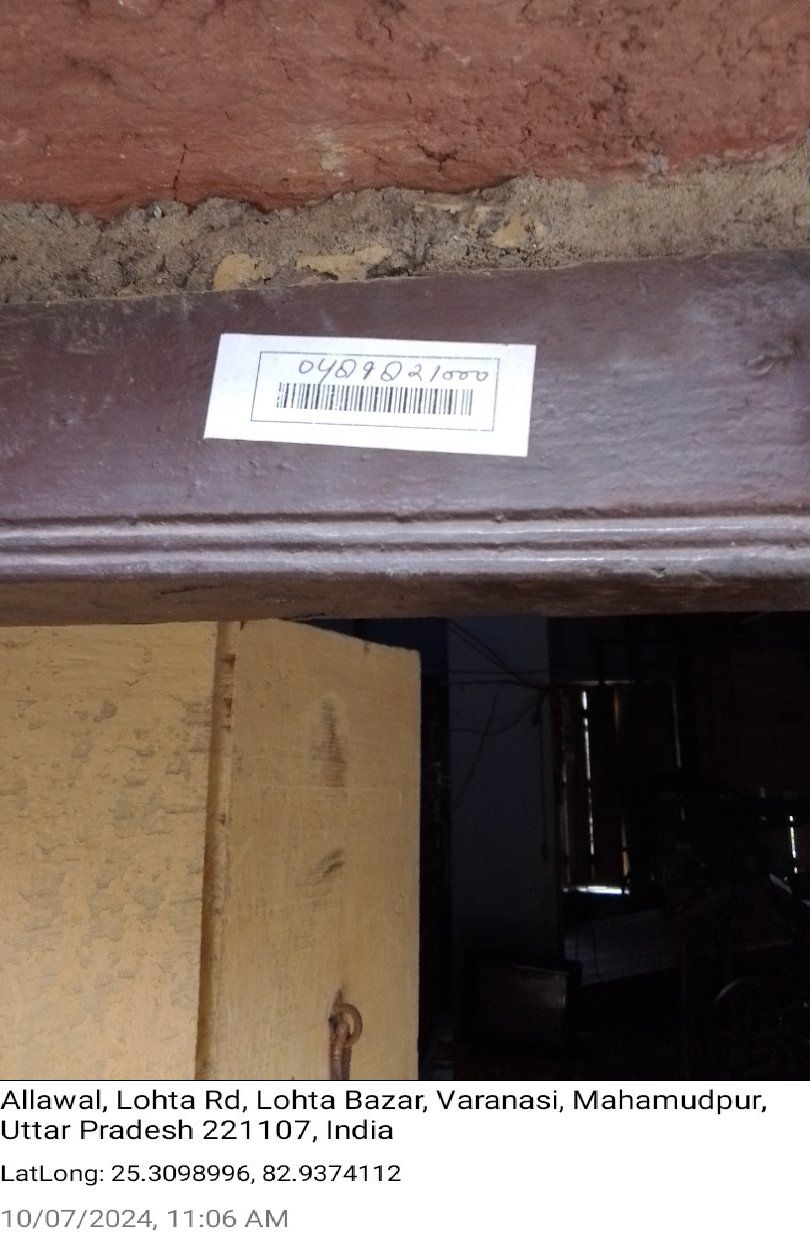 04Q9Q21000
Allawal, Lohta Rd, Lohta Bazar, Varanasi, Mahamudpur,
Uttar Pradesh 221107, India
LatLong: 25.3098996, 82.9374112
10/07/2024, 11:06 AM